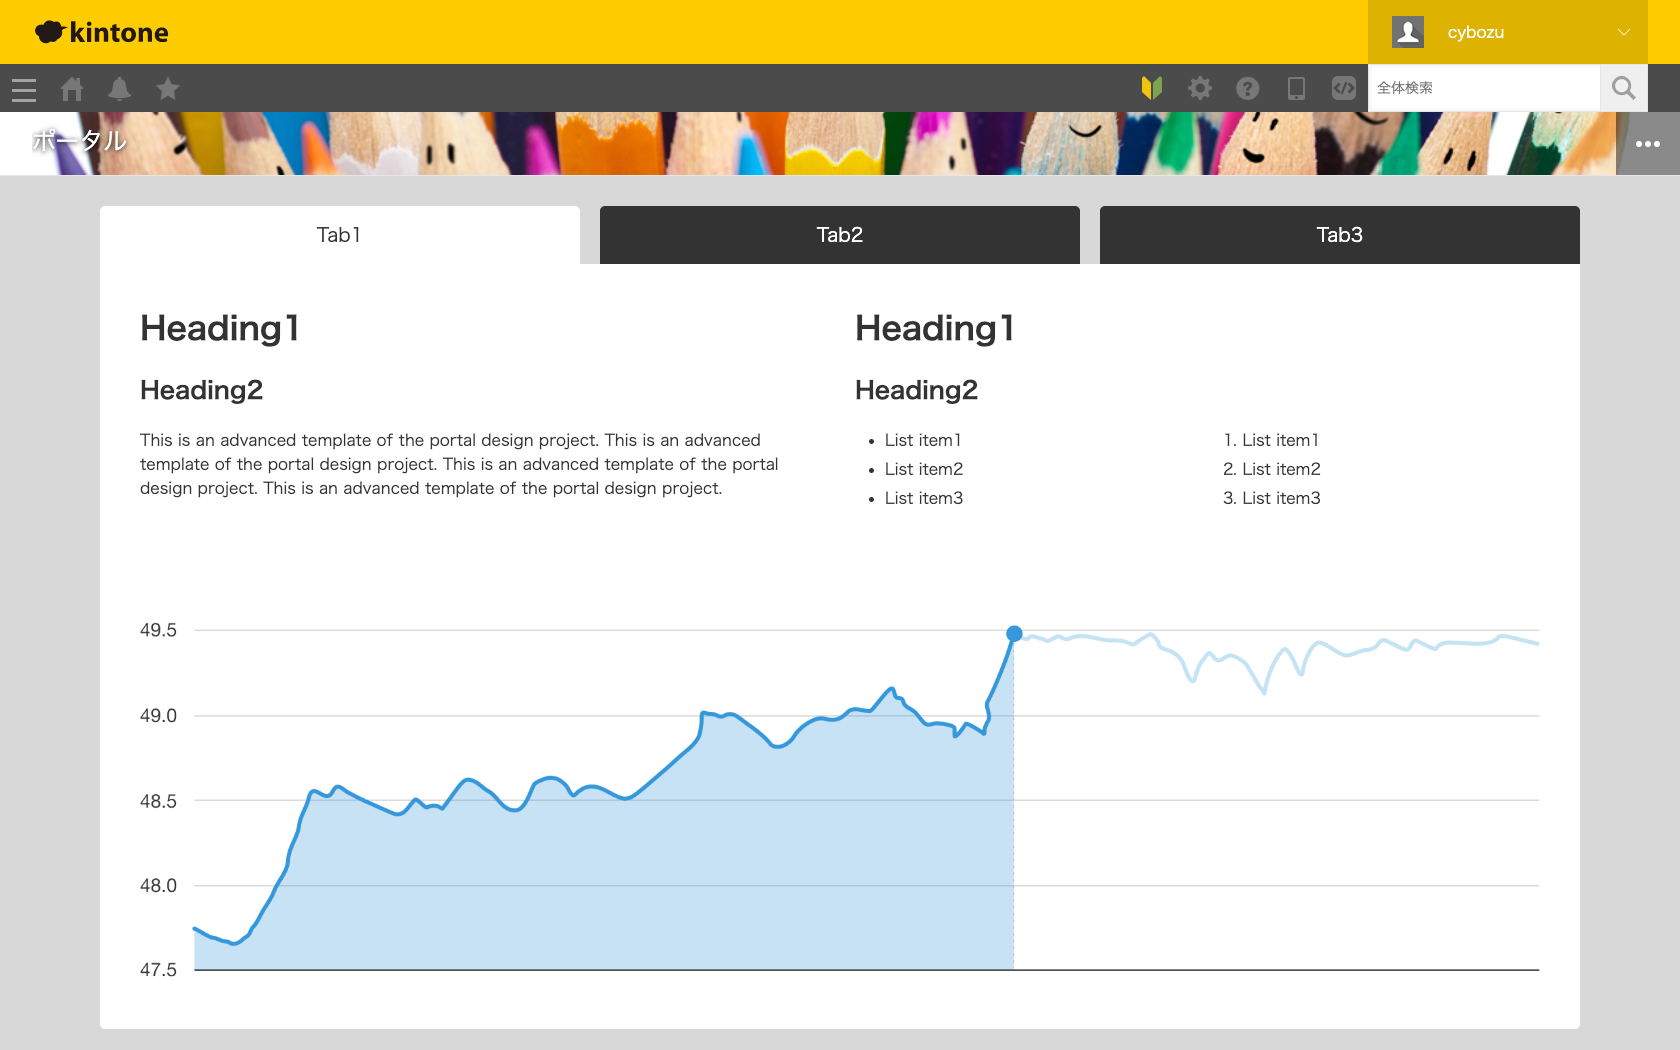 kintone
cybozu
全体検索
ポータル
Tab1
Tab2
Tab3
Heading1
Heading2
This is an advanced template of the portal design project. This is an advanced
template of the portal design project. This is an advanced template of the portal
design project. This is an advanced template of the portal design project.
Heading1
Heading2
• List item1
• List item2
• List item3
1. List item1
2. List item2
3. List item3
49.5
49.0
48.5
48.0
47.5